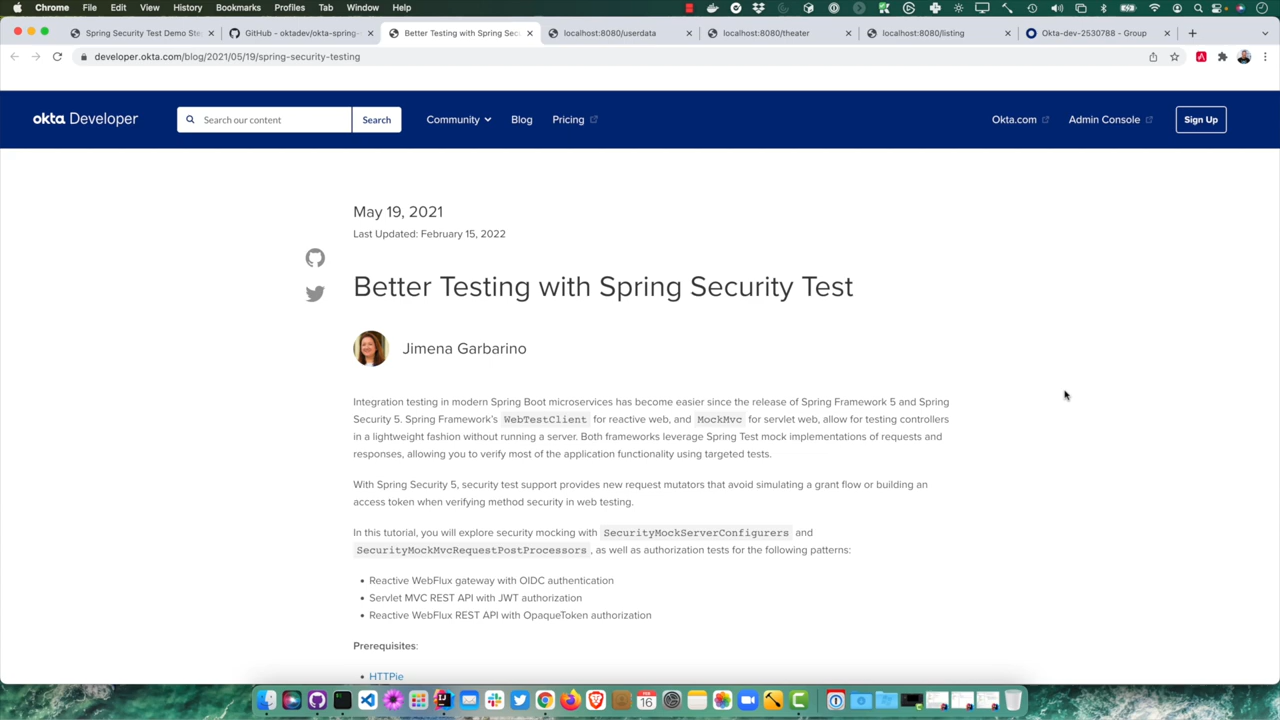 Chrome File Edit View History Bookmarks Profiles Tab Window Help
Spring Security Test Demo Ste
GitHub - oktadev/okta-spring-
Better Testing with Spring Sec
localhost:8080/userdata
localhost:8080/theater
localhost:8080/listing
Okta-dev-2530788 - Group
developer.okta.com/blog/2021/05/19/spring-security-testing
okta Developer
Search our content
Search
Community
Blog
Pricing
Okta.com
Admin Console
Sign Up
May 19, 2021
Last Updated: February 15, 2022
Better Testing with Spring Security Test
Jimena Garbarino
Integration testing in modern Spring Boot microservices has become easier since the release of Spring Framework 5 and Spring
Security 5. Spring Framework's WebTestClient for reactive web, and MockMvc for servlet web, allow for testing controllers
in a lightweight fashion without running a server. Both frameworks leverage Spring Test mock implementations of requests and
responses, allowing you to verify most of the application functionality using targeted tests.
With Spring Security 5, security test support provides new request mutators that avoid simulating a grant flow or building an
access token when verifying method security in web testing.
In this tutorial, you will explore security mocking with SecurityMockServerConfigurers and
SecurityMockMvcRequestPostProcessors, as well as authorization tests for the following patterns:
• Reactive WebFlux gateway with OIDC authentication
• Servlet MVC REST API with JWT authorization
• Reactive WebFlux REST API with OpaqueToken authorization
Prerequisites:
• HTTPie
FEB
16